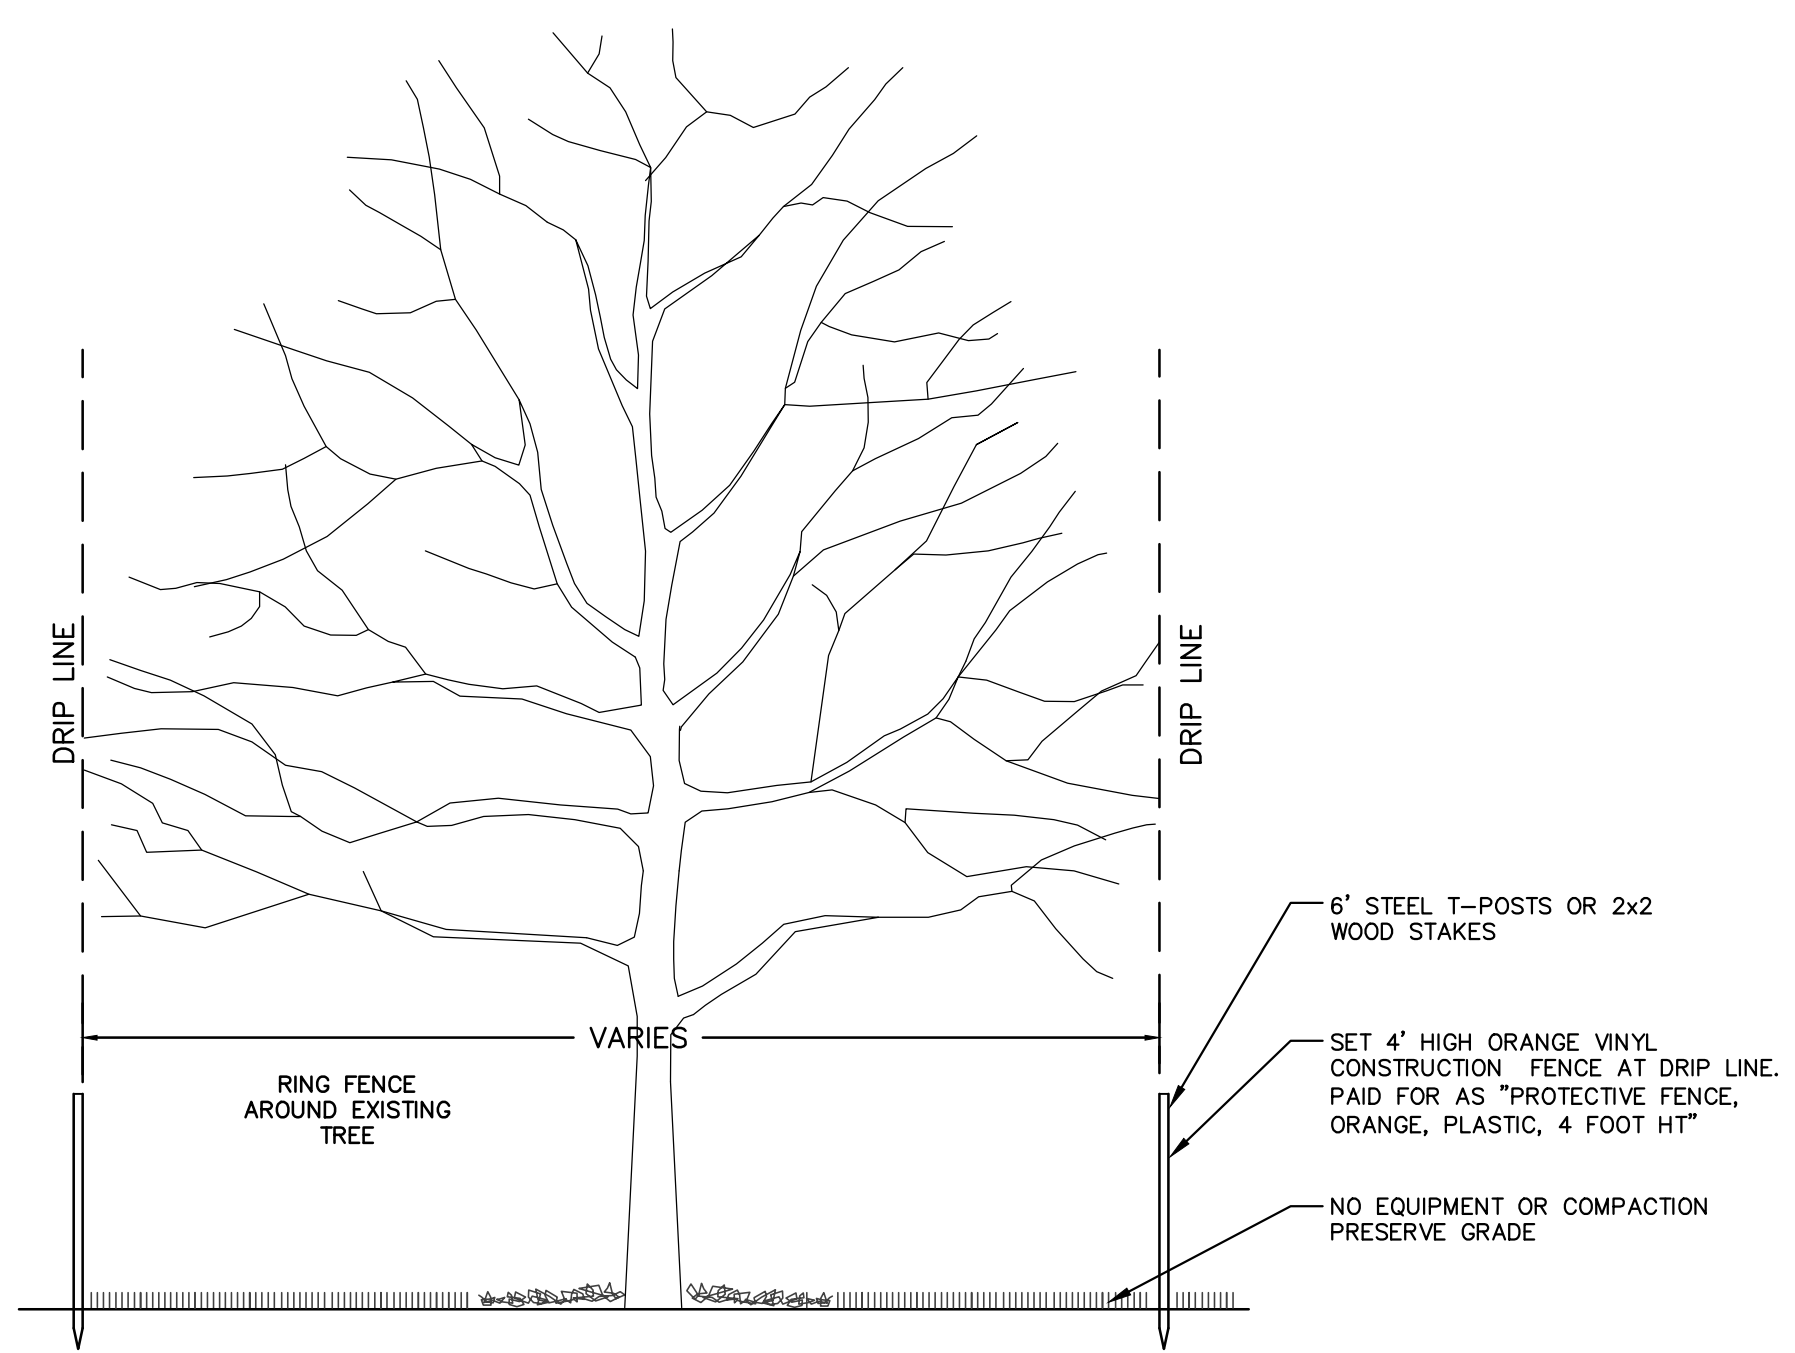 DRIP LINE
DRIP LINE
6' STEEL T-POSTS OR 2x2
WOOD STAKES
VARIES
SET 4' HIGH ORANGE VINYL
CONSTRUCTION FENCE AT DRIP LINE.
PAID FOR AS "PROTECTIVE FENCE,
ORANGE, PLASTIC, 4 FOOT HT"
RING FENCE
AROUND EXISTING
TREE
NO EQUIPMENT OR COMPACTION
PRESERVE GRADE